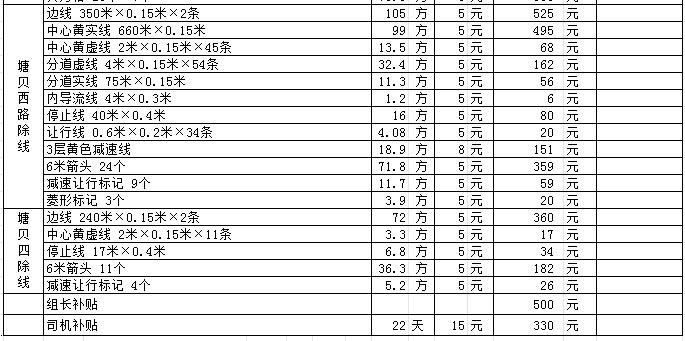 边线 350米×0.15米×2条 105 方 5 元 525 元
中心黄实线 660米×0.15米 99 方 5 元 495 元
中心黄虚线 2米×0.15米×45条 13.5 方 5 元 68 元
分道虚线 4米×0.15米×54条 32.4 方 5 元 162 元
分道实线 75米×0.15米 11.3 方 5 元 56 元
内导流线 4米×0.3米 1.2 方 5 元 6 元
停止线 40米×0.4米 16 方 5 元 80 元
让行线 0.6米×0.2米×34条 4.08 方 5 元 20 元
3层黄色减速线 18.9 方 8 元 151 元
6米箭头 24个 71.8 方 5 元 359 元
减速让行标记 9个 11.7 方 5 元 59 元
菱形标记 3个 3.9 方 5 元 20 元
塘贝西路除线
边线 240米×0.15米×2条 72 方 5 元 360 元
中心黄虚线 2米×0.15米×11条 3.3 方 5 元 17 元
停止线 17米×0.4米 6.8 方 5 元 34 元
6米箭头 11个 36.3 方 5 元 182 元
减速让行标记 4个 5.2 方 5 元 26 元
塘贝四除线
组长补贴 500 元
司机补贴 22 天 15 元 330 元